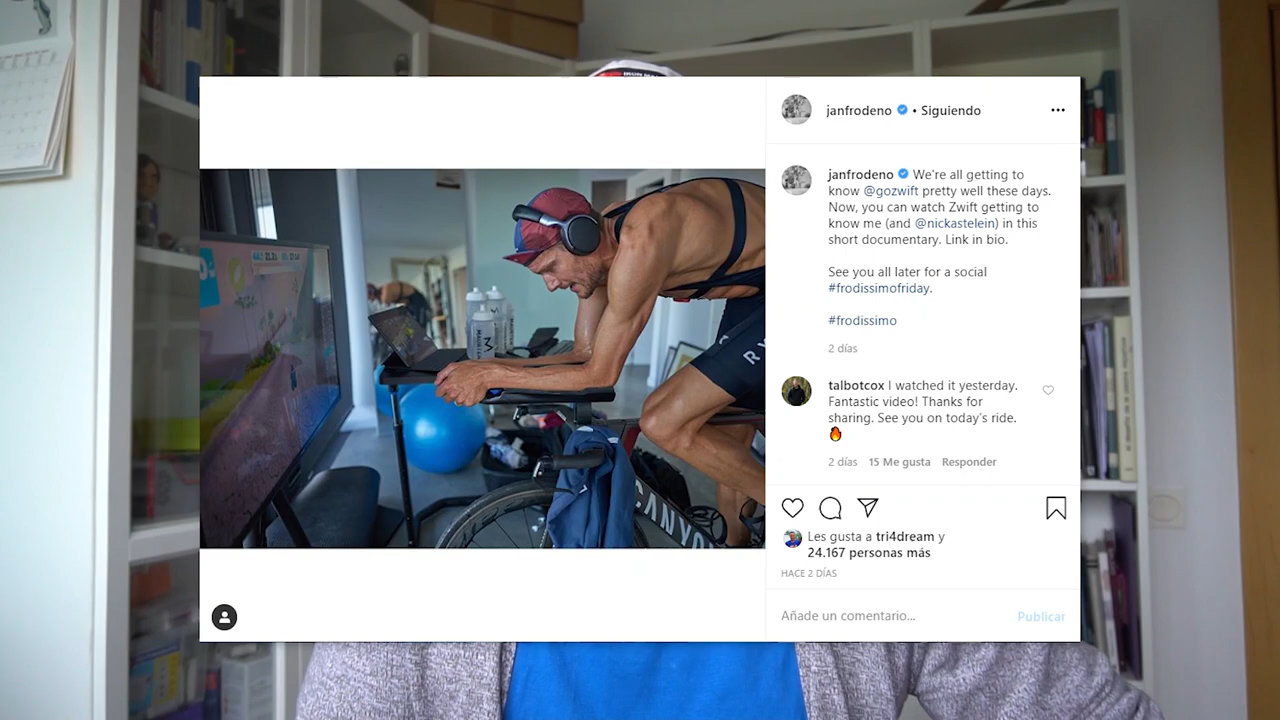 janfrodeno • Siguiendo
janfrodeno We're all getting to
know @gozwift pretty well these days.
Now, you can watch Zwift getting to
know me (and @nickastelein) in this
short documentary. Link in bio.
See you all later for a social
#frodissimofriday.
#frodissimo
2 días
talbotcox I watched it yesterday.
Fantastic video! Thanks for
sharing. See you on today's ride.
2 días 15 Me gusta Responder
Les gusta a tri4dream y
24.167 personas más
HACE 2 DÍAS
Añade un comentario... Publicar
CANYO
RY